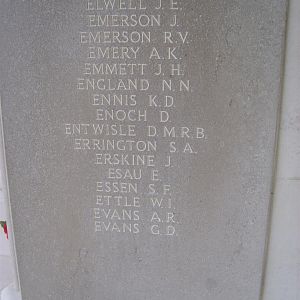 ELWELL J. E.
EMERSON J.
EMERSON R.V.
EMERY A.K.
EMMETT J.H.
ENGLAND N.N.
ENNIS K.D.
ENOCH D.
ENTWISLE D.M.R.B.
ERRINGTON S.A.
ERSKINE J.
ESAU E.
ESSEN S.F.
ETTLE W.I.
EVANS A.R.
EVANS G.D.